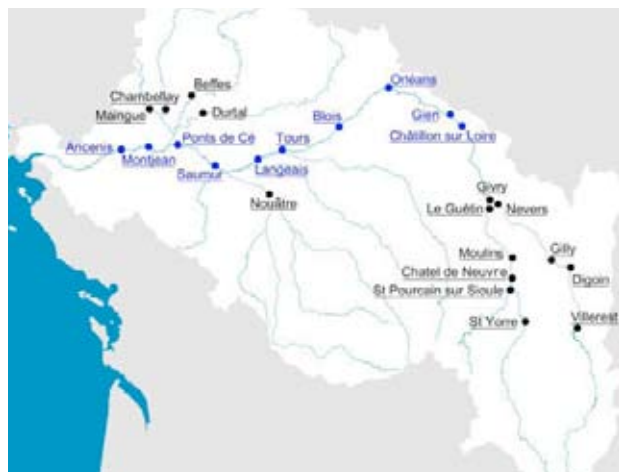 Orléans
Beffes
Chambellay
Maingue
Durtal
Gien
Blois
Châtillon sur Loire
Ponts de Cé
Tours
Ancenis
Montjean
Saumur
Langeais
Nouâtre
Givry
Le Guétin
Nevers
Moulins
Gilly
Chatel de Neuvre
Digoin
St Pourcain sur Sioule
St Yorre
Villerest